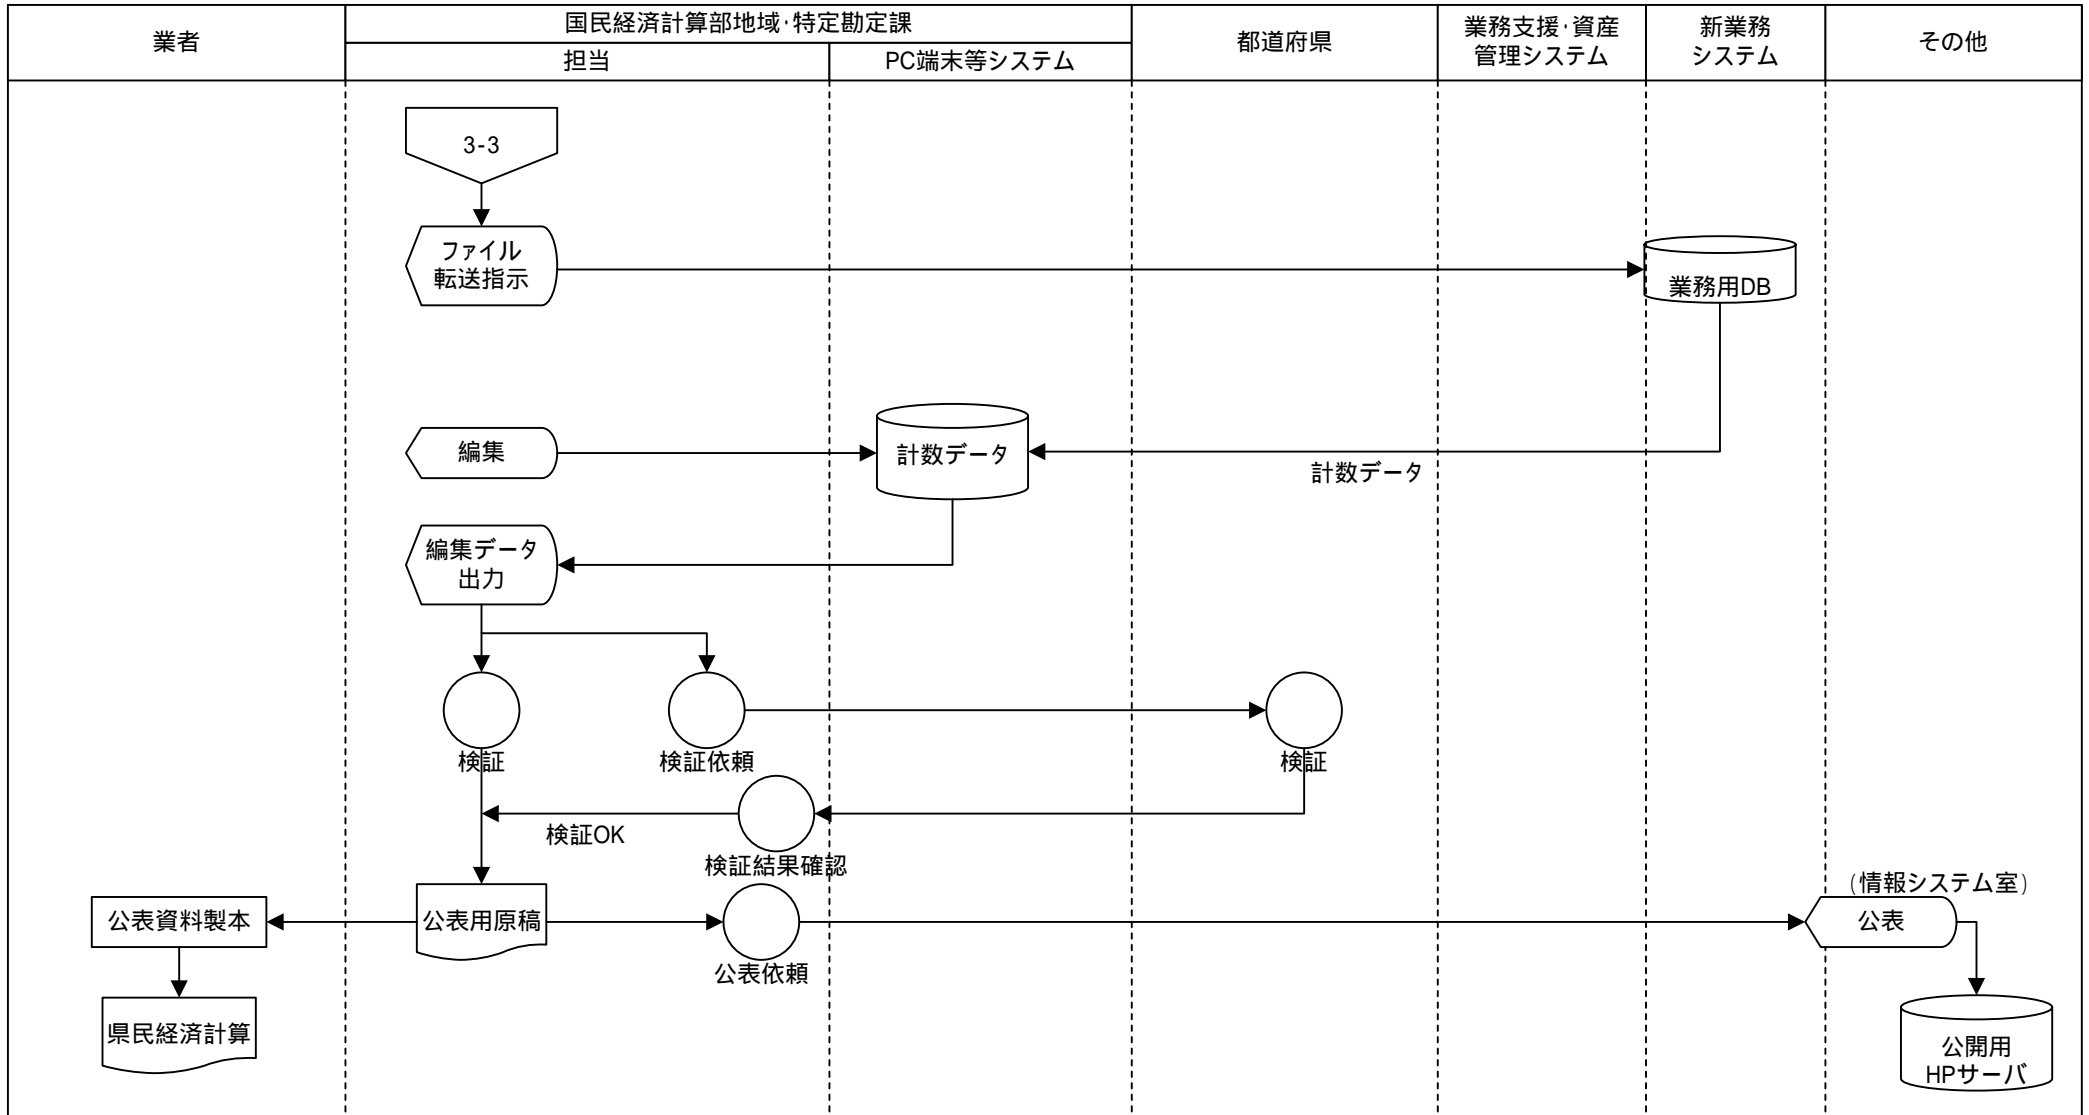 業者
国民経済計算部地域・特定勘定課
担当
PC端末等システム
都道府県
業務支援・資産
管理システム
新業務
システム
その他
3-3
ファイル
転送指示
業務用DB
編集
計数データ
計数データ
編集データ
出力
検証
検証依頼
検証
検証OK
検証結果確認
(情報システム室)
公表資料製本
公表用原稿
公表
公表依頼
県民経済計算
公開用
HPサーバ